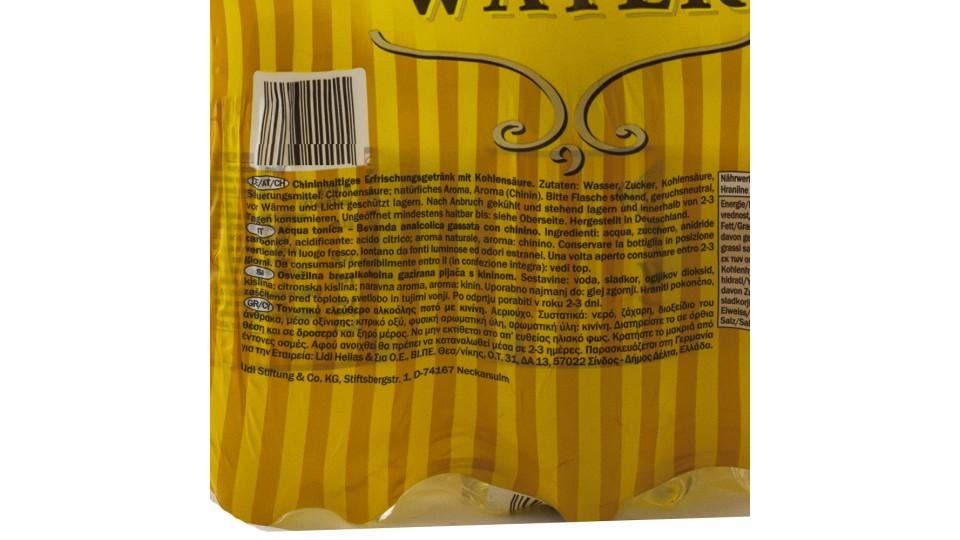 WATER
DE/AT/CH Chininhaltiges Erfrischungsgetränk mit Kohlensäure. Zutaten: Wasser, Zucker, Kohlensäure,
Säuerungsmittel: Citronensäure; natürliches Aroma, Aroma (Chinin). Bitte Flasche stehend, geruchsneutral,
vor Wärme und Licht geschützt lagern. Nach Anbruch gekühlt und stehend lagern und innerhalb von 2-3
Tagen konsumieren. Ungeöffnet mindestens haltbar bis: siehe Oberseite. Hergestellt in Deutschland.
IT Acqua tonica – Bevanda analcolica gassata con chinino. Ingredienti: acqua, zucchero, anidride
carbonica, acidificante: acido citrico; aroma naturale, aroma: chinino. Conservare la bottiglia in posizione
verticale, in luogo fresco, lontano da fonti luminose ed odori estranei. Una volta aperto consumare entro 2-3
giorni. Da consumarsi preferibilmente entro il (in confezione integra): vedi top.
SI Osvežilna brezalkoholna gazirana pijača s kininom. Sestavine: voda, sladkor, ogljikov dioksid,
kislina: citronska kislina; naravna aroma, aroma: kinin. Uporabno najmanj do: glej zgornji. Hraniti pokončno,
zaščiteno pred toploto, svetlobo in tujimi vonji. Po odprtju porabiti v roku 2-3 dni.
GR/CY Τονωτικό ελεύθερο αλκοόλης ποτό με κινίνη. Αεριούχο. Συστατικά: νερό, ζάχαρη, διοξείδιο του
άνθρακα, μέσο οξίνισης: κιτρικό οξύ, φυσική αρωματική ύλη, αρωματική ύλη: κινίνη. Διατηρείστε το σε όρθια
θέση και σε δροσερό και ξηρό μέρος. Να μην εκτίθεται στο απ' ευθείας ηλιακό φως. Κρατήστε το μακριά από
έντονες οσμές. Αφού ανοιχθεί θα πρέπει να καταναλωθεί μέσα σε 2-3 ημέρες. Παρασκευάζεται στη Γερμανία
για την Εταιρεία: Lidl Hellas & Σια Ο.Ε., ΒΙ.ΠΕ. Θεσ/νίκης, Ο.Τ. 31, ΔΑ 13, 57022 Σίνδος - Δήμος Δέλτα, Ελλάδα.
Lidl Stiftung & Co. KG, Stiftsbergstr. 1, D-74167 Neckarsulm
Nährwert
Hranilne
Energie/
vrednost,
Fett/Gra
davon ge
grassi sa
εκ των οπ
Kohlenh
hidrati/Y
davon Z
sladkorj
Eiweiss/
Salz/Sal